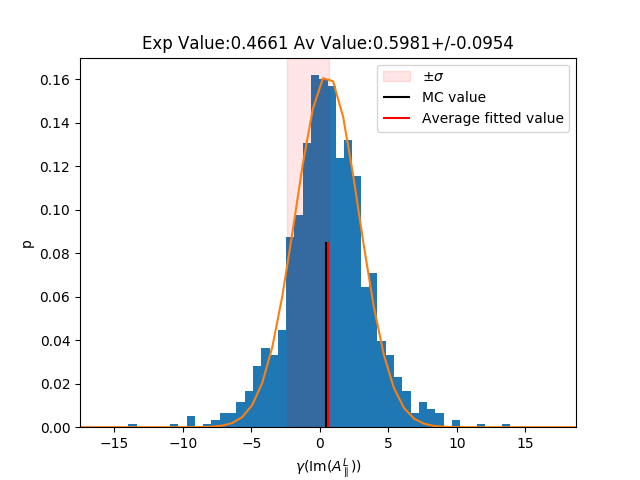 Exp Value:0.4661 Av Value:0.5981+/-0.0954
±σ
MC value
Average fitted value
p
0.16
0.14
0.12
0.10
0.08
0.06
0.04
0.02
0.00
−15 −10 −5 0 5 10 15
γ(Im(A^L_∥))